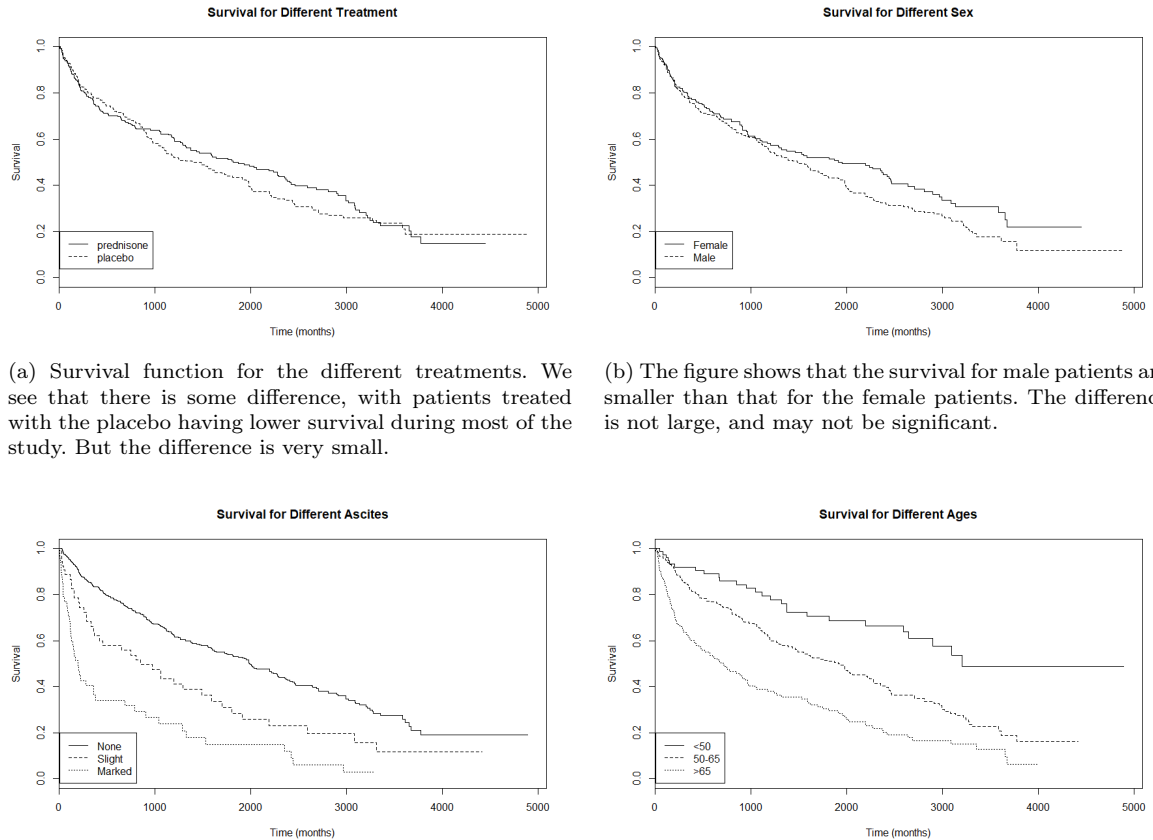 Survival for Different Treatment
Survival
1.0
0.8
0.6
0.4
0.2
0.0
prednisone
placebo
0 1000 2000 3000 4000 5000
Time (months)
Survival for Different Sex
Survival
1.0
0.8
0.6
0.4
0.2
0.0
Female
Male
0 1000 2000 3000 4000 5000
Time (months)
(a) Survival function for the different treatments. We
see that there is some difference, with patients treated
with the placebo having lower survival during most of the
study. But the difference is very small.
(b) The figure shows that the survival for male patients ar
smaller than that for the female patients. The differenc
is not large, and may not be significant.
Survival for Different Ascites
Survival
1.0
0.8
0.6
0.4
0.2
0.0
None
Slight
Marked
0 1000 2000 3000 4000 5000
Time (months)
Survival for Different Ages
Survival
1.0
0.8
0.6
0.4
0.2
0.0
<50
50-65
>65
0 1000 2000 3000 4000 5000
Time (months)